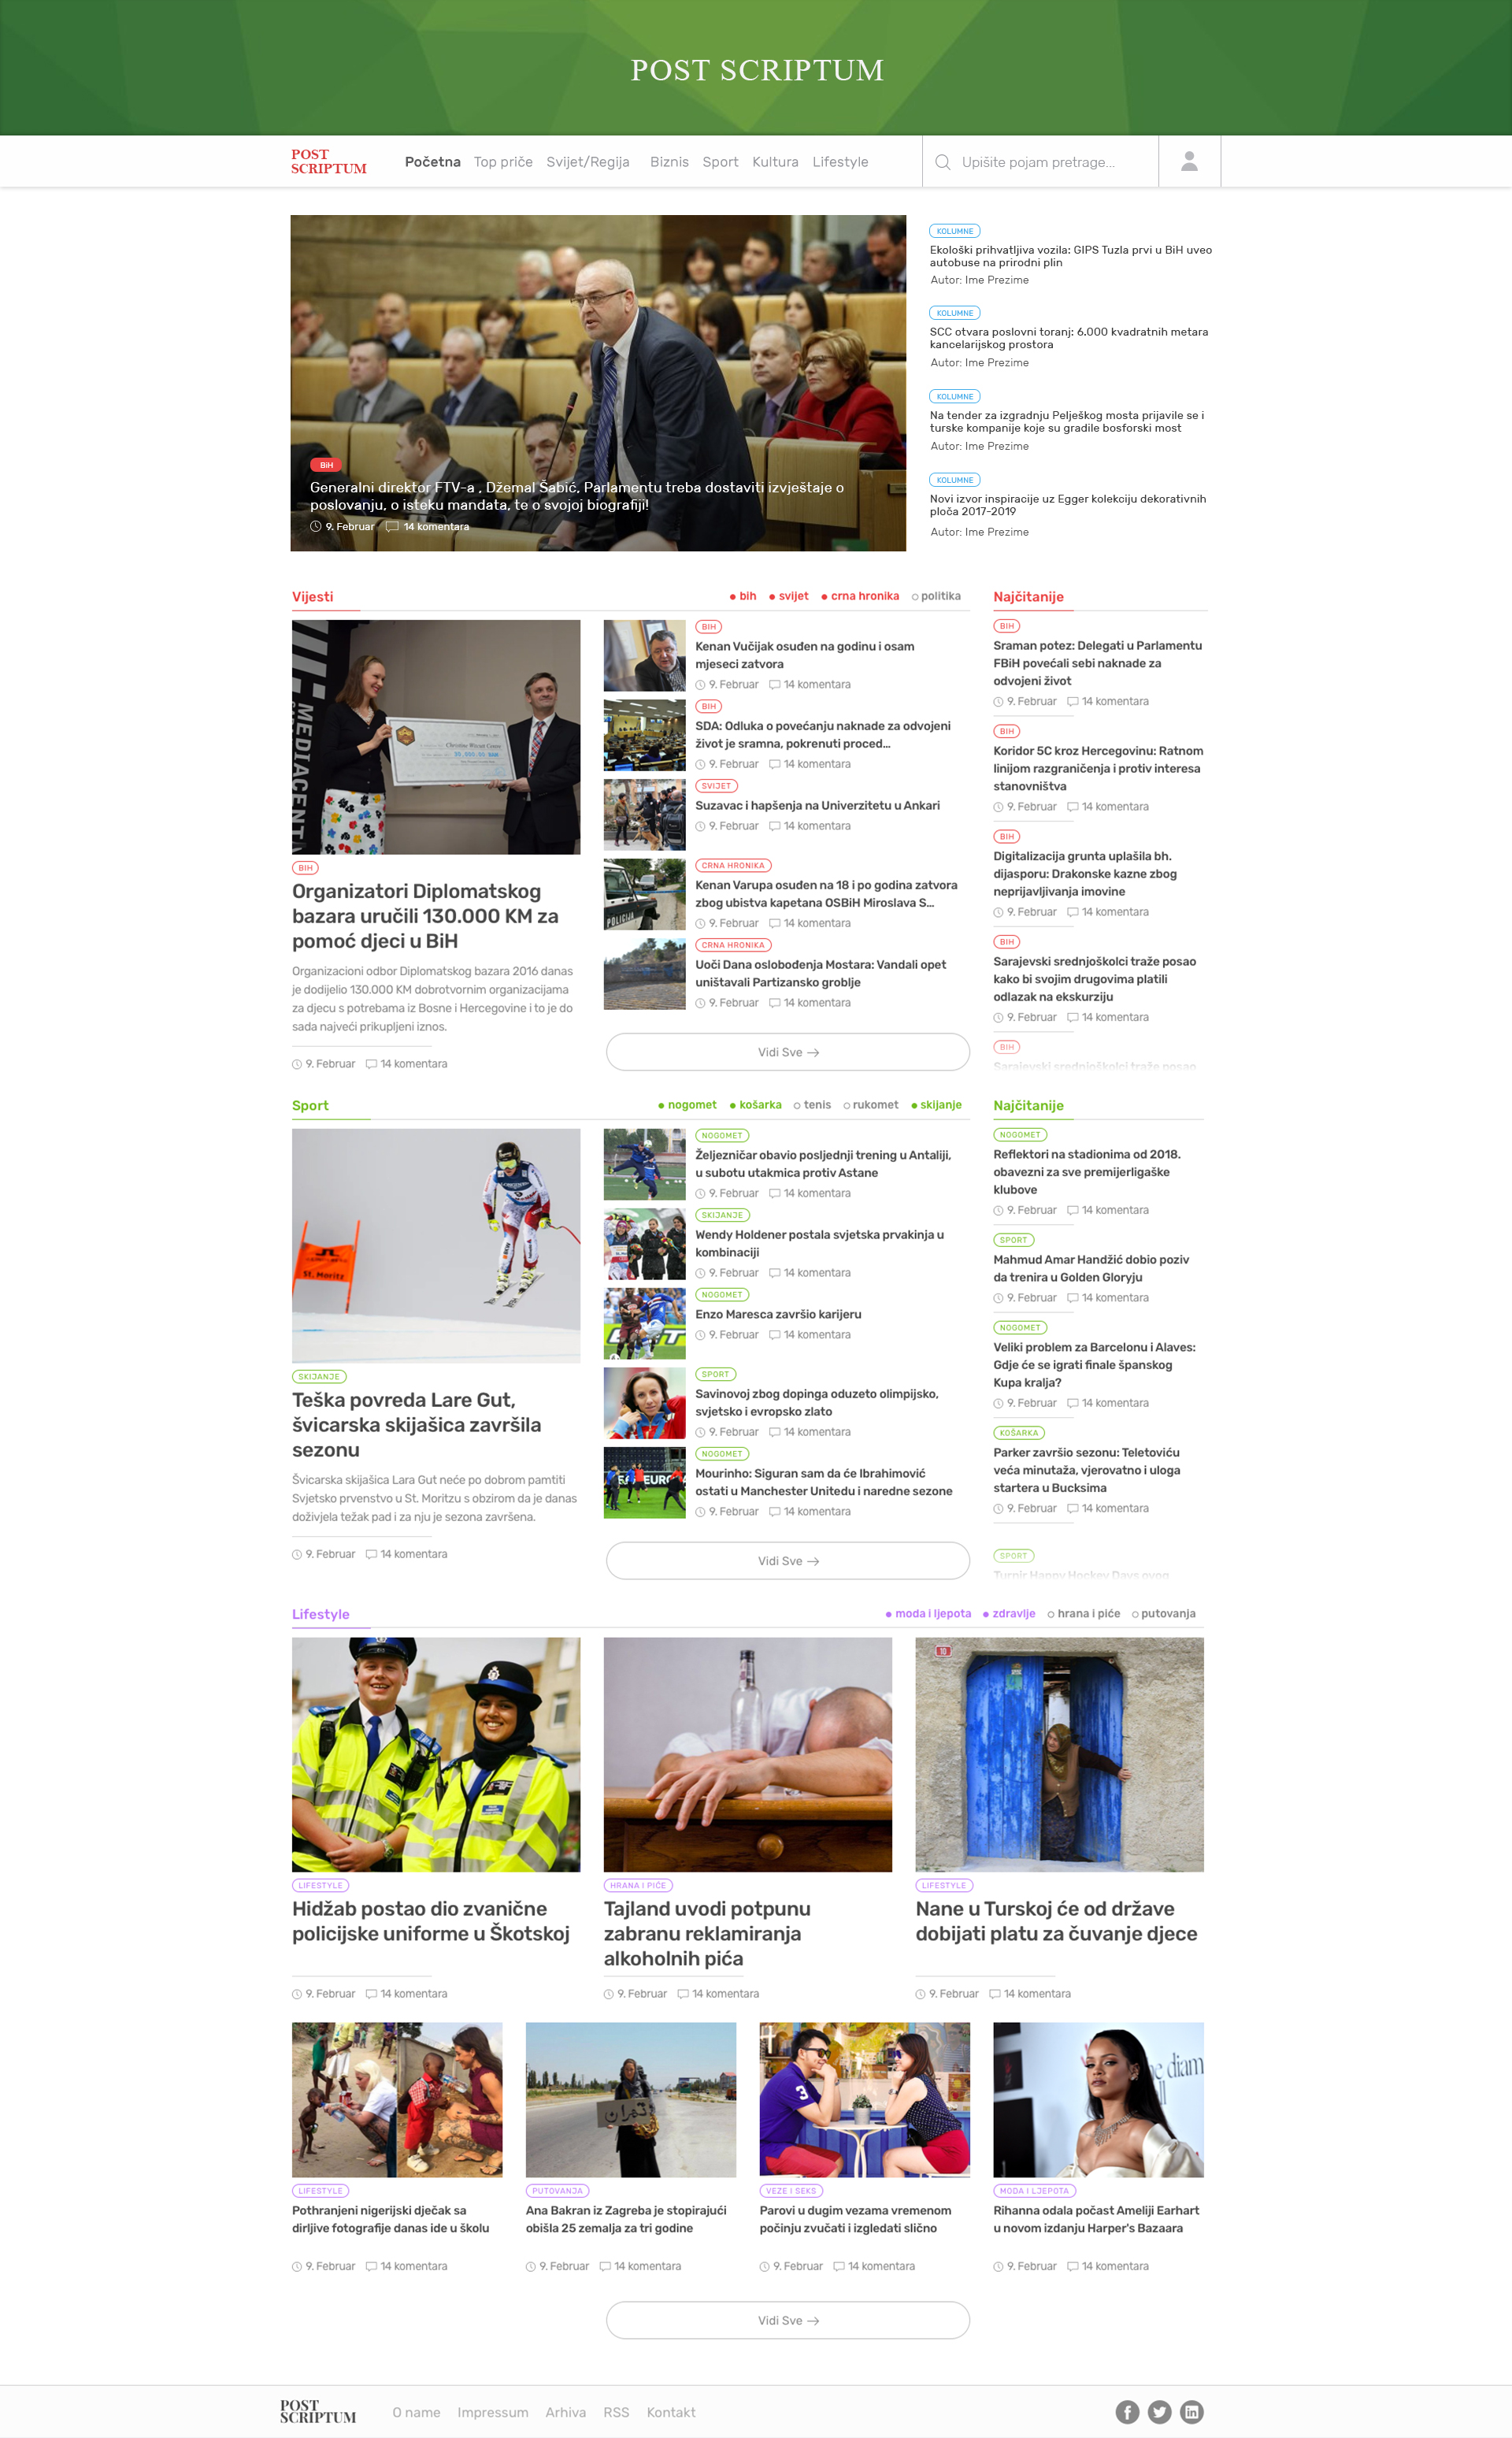 POST SCRIPTUM
POST
SCRIPTUM
Početna Top priče Svijet/Regija Biznis Sport Kultura Lifestyle
Upišite pojam pretrage...
BiH
Generalni direktor FTV-a , Džemal Šabić, Parlamentu treba dostaviti izvještaje o
poslovanju, o isteku mandata, te o svojoj biografiji!
9. Februar 14 komentara
KOLUMNE
Ekološki prihvatljiva vozila: GIPS Tuzla prvi u BiH uveo
autobuse na prirodni plin
Autor: Ime Prezime
KOLUMNE
SCC otvara poslovni toranj: 6.000 kvadratnih metara
kancelarijskog prostora
Autor: Ime Prezime
KOLUMNE
Na tender za izgradnju Pelješkog mosta prijavile se i
turske kompanije koje su gradile bosforski most
Autor: Ime Prezime
KOLUMNE
Novi izvor inspiracije uz Egger kolekciju dekorativnih
ploča 2017-2019
Autor: Ime Prezime
Vijesti
bih svijet crna hronika politika
MEDIACENT
BIH
Organizatori Diplomatskog
bazara uručili 130.000 KM za
pomoć djeci u BiH
Organizacioni odbor Diplomatskog bazara 2016 danas
je dodijelio 130.000 KM dobrotvornim organizacijama
za djecu s potrebama iz Bosne i Hercegovine i to je do
sada najveći prikupljeni iznos.
9. Februar 14 komentara
BIH
Kenan Vučijak osuđen na godinu i osam
mjeseci zatvora
9. Februar 14 komentara
BIH
SDA: Odluka o povećanju naknade za odvojeni
život je sramna, pokrenuti proced...
9. Februar 14 komentara
SVIJET
Suzavac i hapšenja na Univerzitetu u Ankari
9. Februar 14 komentara
POLICIJA
CRNA HRONIKA
Kenan Varupa osuđen na 18 i po godina zatvora
zbog ubistva kapetana OSBiH Miroslava S...
9. Februar 14 komentara
CRNA HRONIKA
Uoči Dana oslobođenja Mostara: Vandali opet
uništavali Partizansko groblje
9. Februar 14 komentara
Vidi Sve
Najčitanije
BIH
Sraman potez: Delegati u Parlamentu
FBiH povećali sebi naknade za
odvojeni život
9. Februar 14 komentara
BIH
Koridor 5C kroz Hercegovinu: Ratnom
linijom razgraničenja i protiv interesa
stanovništva
9. Februar 14 komentara
BIH
Digitalizacija grunta uplašila bh.
dijasporu: Drakonske kazne zbog
neprijavljivanja imovine
9. Februar 14 komentara
BIH
Sarajevski srednjoškolci traže posao
kako bi svojim drugovima platili
odlazak na ekskurziju
9. Februar 14 komentara
BIH
Sarajevski srednjoškolci traže posao
Sport
nogomet košarka tenis rukomet skijanje
St. Moritz
SKIJANJE
Teška povreda Lare Gut,
švicarska skijašica završila
sezonu
Švicarska skijašica Lara Gut neće po dobrom pamtiti
Svjetsko prvenstvo u St. Moritzu s obzirom da je danas
doživjela težak pad i za nju je sezona završena.
9. Februar 14 komentara
NOGOMET
Željezničar obavio posljednji trening u Antaliji,
u subotu utakmica protiv Astane
9. Februar 14 komentara
SKIJANJE
Wendy Holdener postala svjetska prvakinja u
kombinaciji
9. Februar 14 komentara
NOGOMET
Enzo Maresca završio karijeru
9. Februar 14 komentara
SPORT
Savinovoj zbog dopinga oduzeto olimpijsko,
svjetsko i evropsko zlato
9. Februar 14 komentara
NOGOMET
Mourinho: Siguran sam da će Ibrahimović
ostati u Manchester Unitedu i naredne sezone
9. Februar 14 komentara
Vidi Sve
Najčitanije
NOGOMET
Reflektori na stadionima od 2018.
obavezni za sve premijerligaške
klubove
9. Februar 14 komentara
SPORT
Mahmud Amar Handžić dobio poziv
da trenira u Golden Gloryju
9. Februar 14 komentara
NOGOMET
Veliki problem za Barcelonu i Alaves:
Gdje će se igrati finale španskog
Kupa kralja?
9. Februar 14 komentara
KOŠARKA
Parker završio sezonu: Teletoviću
veća minutaža, vjerovatno i uloga
startera u Bucksima
9. Februar 14 komentara
SPORT
Turnir Happy Hockey Days ovog
Lifestyle
moda i ljepota zdravlje hrana i piće putovanja
LIFESTYLE
Hidžab postao dio zvanične
policijske uniforme u Škotskoj
9. Februar 14 komentara
HRANA I PIĆE
Tajland uvodi potpunu
zabranu reklamiranja
alkoholnih pića
9. Februar 14 komentara
10
LIFESTYLE
Nane u Turskoj će od države
dobijati platu za čuvanje djece
9. Februar 14 komentara
LIFESTYLE
Pothranjeni nigerijski dječak sa
dirljive fotografije danas ide u školu
9. Februar 14 komentara
تهران
PUTOVANJA
Ana Bakran iz Zagreba je stopirajući
obišla 25 zemalja za tri godine
9. Februar 14 komentara
3
VEZE I SEKS
Parovi u dugim vezama vremenom
počinju zvučati i izgledati slično
9. Februar 14 komentara
diam
MODA I LJEPOTA
Rihanna odala počast Ameliji Earhart
u novom izdanju Harper's Bazaara
9. Februar 14 komentara
Vidi Sve
POST
SCRIPTUM
O name Impressum Arhiva RSS Kontakt